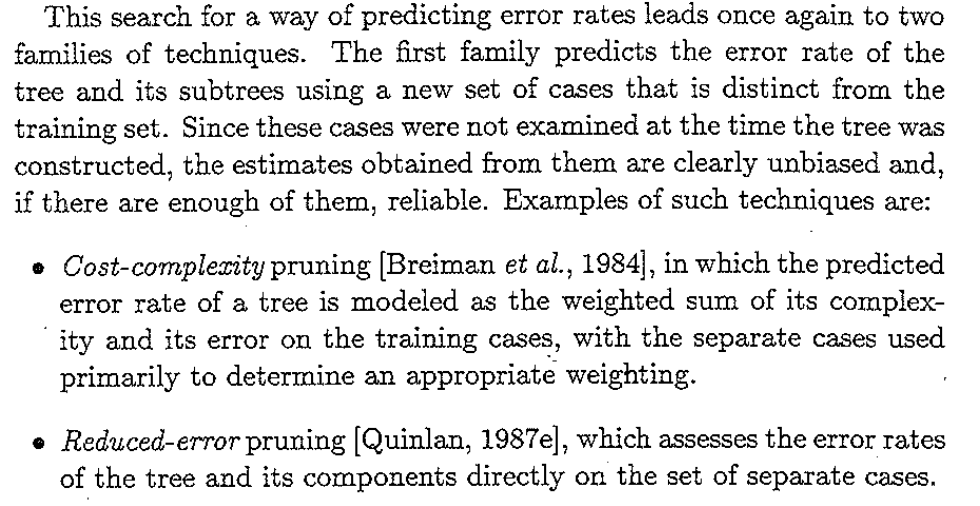 This search for a way of predicting error rates leads once again to two
families of techniques. The first family predicts the error rate of the
tree and its subtrees using a new set of cases that is distinct from the
training set. Since these cases were not examined at the time the tree was
constructed, the estimates obtained from them are clearly unbiased and,
if there are enough of them, reliable. Examples of such techniques are:
• Cost-complexity pruning [Breiman et al., 1984], in which the predicted
error rate of a tree is modeled as the weighted sum of its complex-
ity and its error on the training cases, with the separate cases used
primarily to determine an appropriate weighting.
• Reduced-error pruning [Quinlan, 1987e], which assesses the error rates
of the tree and its components directly on the set of separate cases.